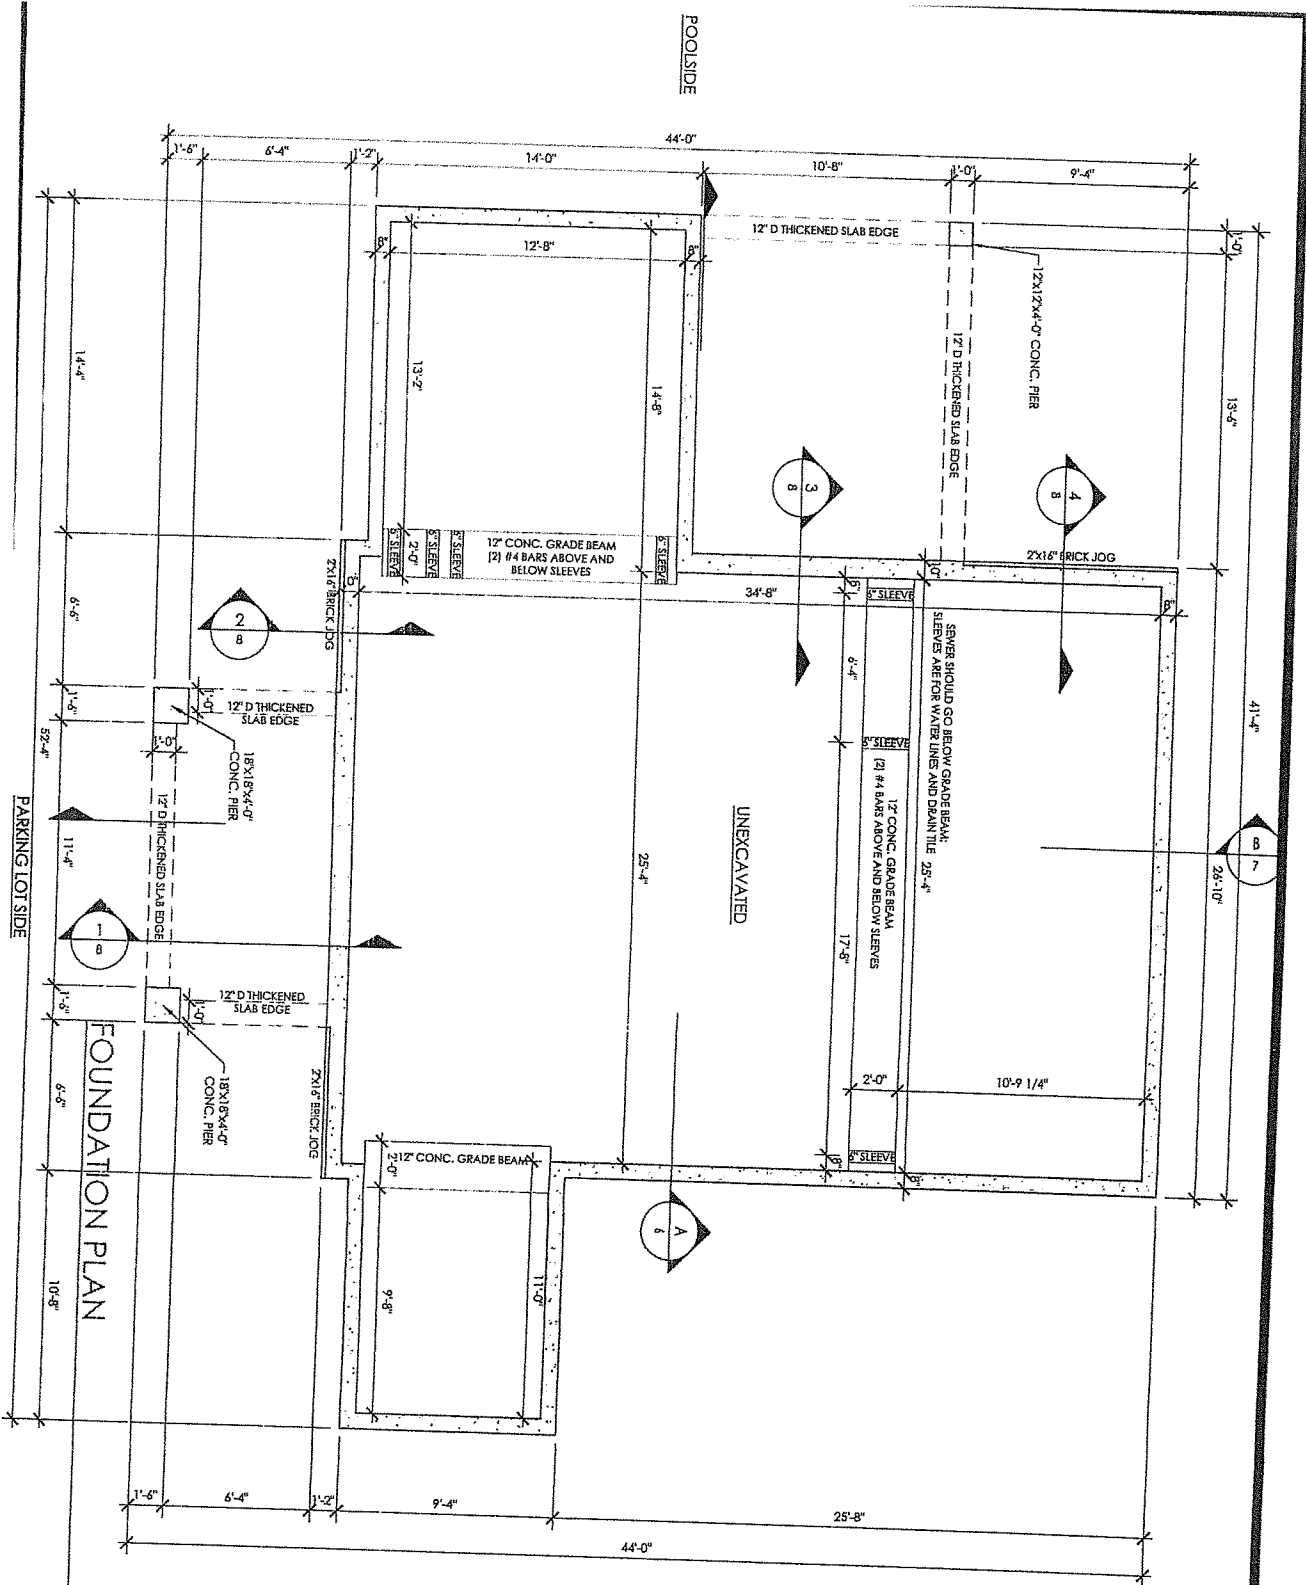 POOLSIDE
44'-0"
1'-6"
6'-4"
1'-2"
14'-0"
10'-8"
1'-0"
9'-4"
12" D THICKENED SLAB EDGE
1'-0"
41'-4"
13'-6"
26'-10"
12"x12"x4'-0" CONC. PIER
12" D THICKENED SLAB EDGE
8"
12'-8"
8"
13'-2"
14'-8"
14'-4"
3
8
4
8
2"x16" BRICK JOG
6" SLEEVE
2'-0"
6" SLEEVE
6" SLEEVE
12" CONC. GRADE BEAM
(2) #4 BARS ABOVE AND
BELOW SLEEVES
6" SLEEVE
10"
8"
2"x16" BRICK JOG
34'-8"
6" SLEEVE
SEWER SHOULD GO BELOW GRADE BEAM;
SLEEVES ARE FOR WATER LINES AND DRAIN TILE
25'-4"
2
8
6'-6"
6'-4"
6" SLEEVE
12" CONC. GRADE BEAM
(2) #4 BARS ABOVE AND BELOW SLEEVES
17'-8"
1'-6"
1'-0"
12" D THICKENED
SLAB EDGE
18"x18"x4'-0"
CONC. PIER
1'-0"
12" D THICKENED SLAB EDGE
52'-4"
11'-4"
PARKING LOT SIDE
UNEXCAVATED
25'-4"
B
7
1
8
12" D THICKENED
SLAB EDGE
1'-0"
1'-6"
18"x18"x4'-0"
CONC. PIER
6'-6"
2"x16" BRICK JOG
2'-0"
10'-9 1/4"
6" SLEEVE
8"
2'-0"
12" CONC. GRADE BEAM
A
6
9'-8"
11'-0"
10'-8"
FOUNDATION PLAN
1'-6"
6'-4"
1'-2"
9'-4"
25'-8"
44'-0"